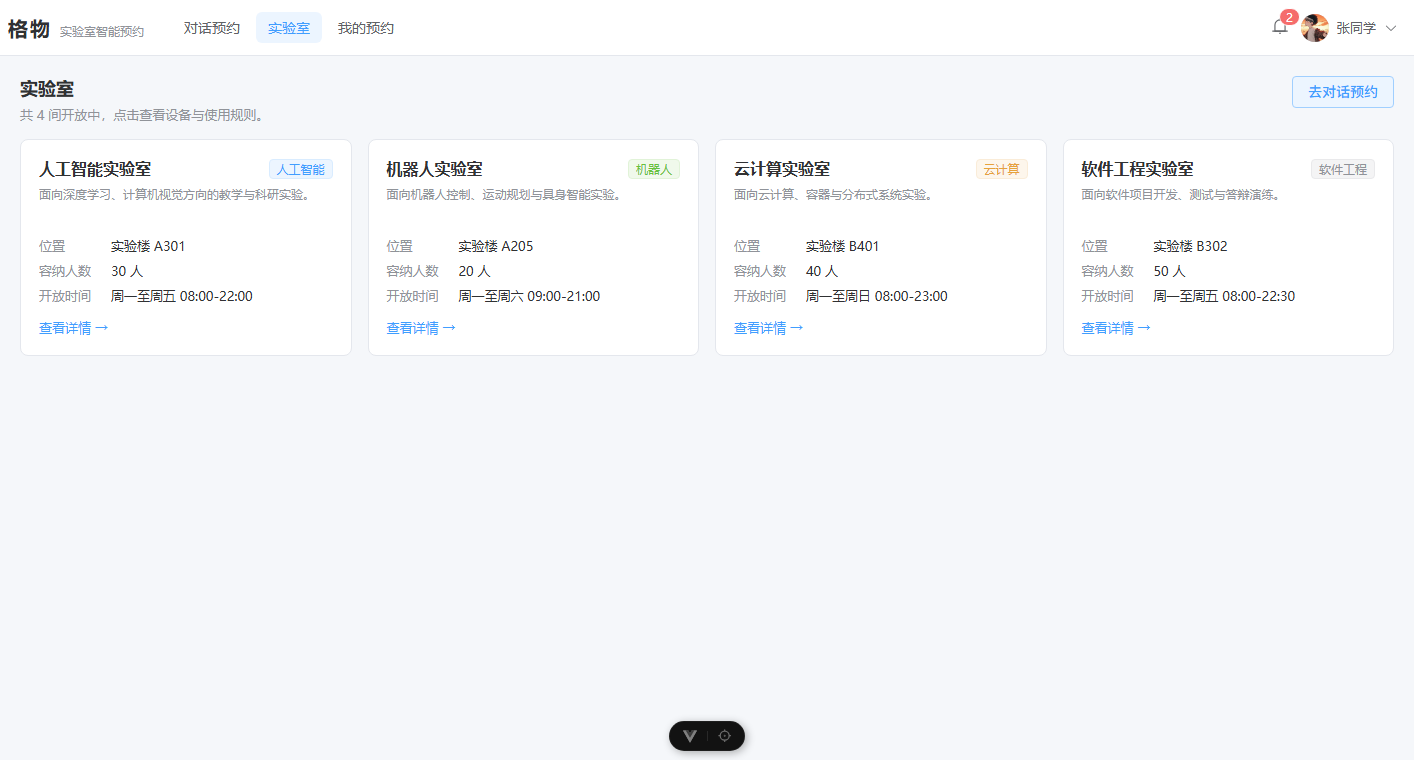 格物 实验室智能预约 对话预约 实验室 我的预约 2 张同学
实验室
去对话预约
共 4 间开放中，点击查看设备与使用规则。
人工智能实验室 人工智能
面向深度学习、计算机视觉方向的教学与科研实验。
位置 实验楼 A301
容纳人数 30 人
开放时间 周一至周五 08:00-22:00
查看详情 →
机器人实验室 机器人
面向机器人控制、运动规划与具身智能实验。
位置 实验楼 A205
容纳人数 20 人
开放时间 周一至周六 09:00-21:00
查看详情 →
云计算实验室 云计算
面向云计算、容器与分布式系统实验。
位置 实验楼 B401
容纳人数 40 人
开放时间 周一至周日 08:00-23:00
查看详情 →
软件工程实验室 软件工程
面向软件项目开发、测试与答辩演练。
位置 实验楼 B302
容纳人数 50 人
开放时间 周一至周五 08:00-22:30
查看详情 →